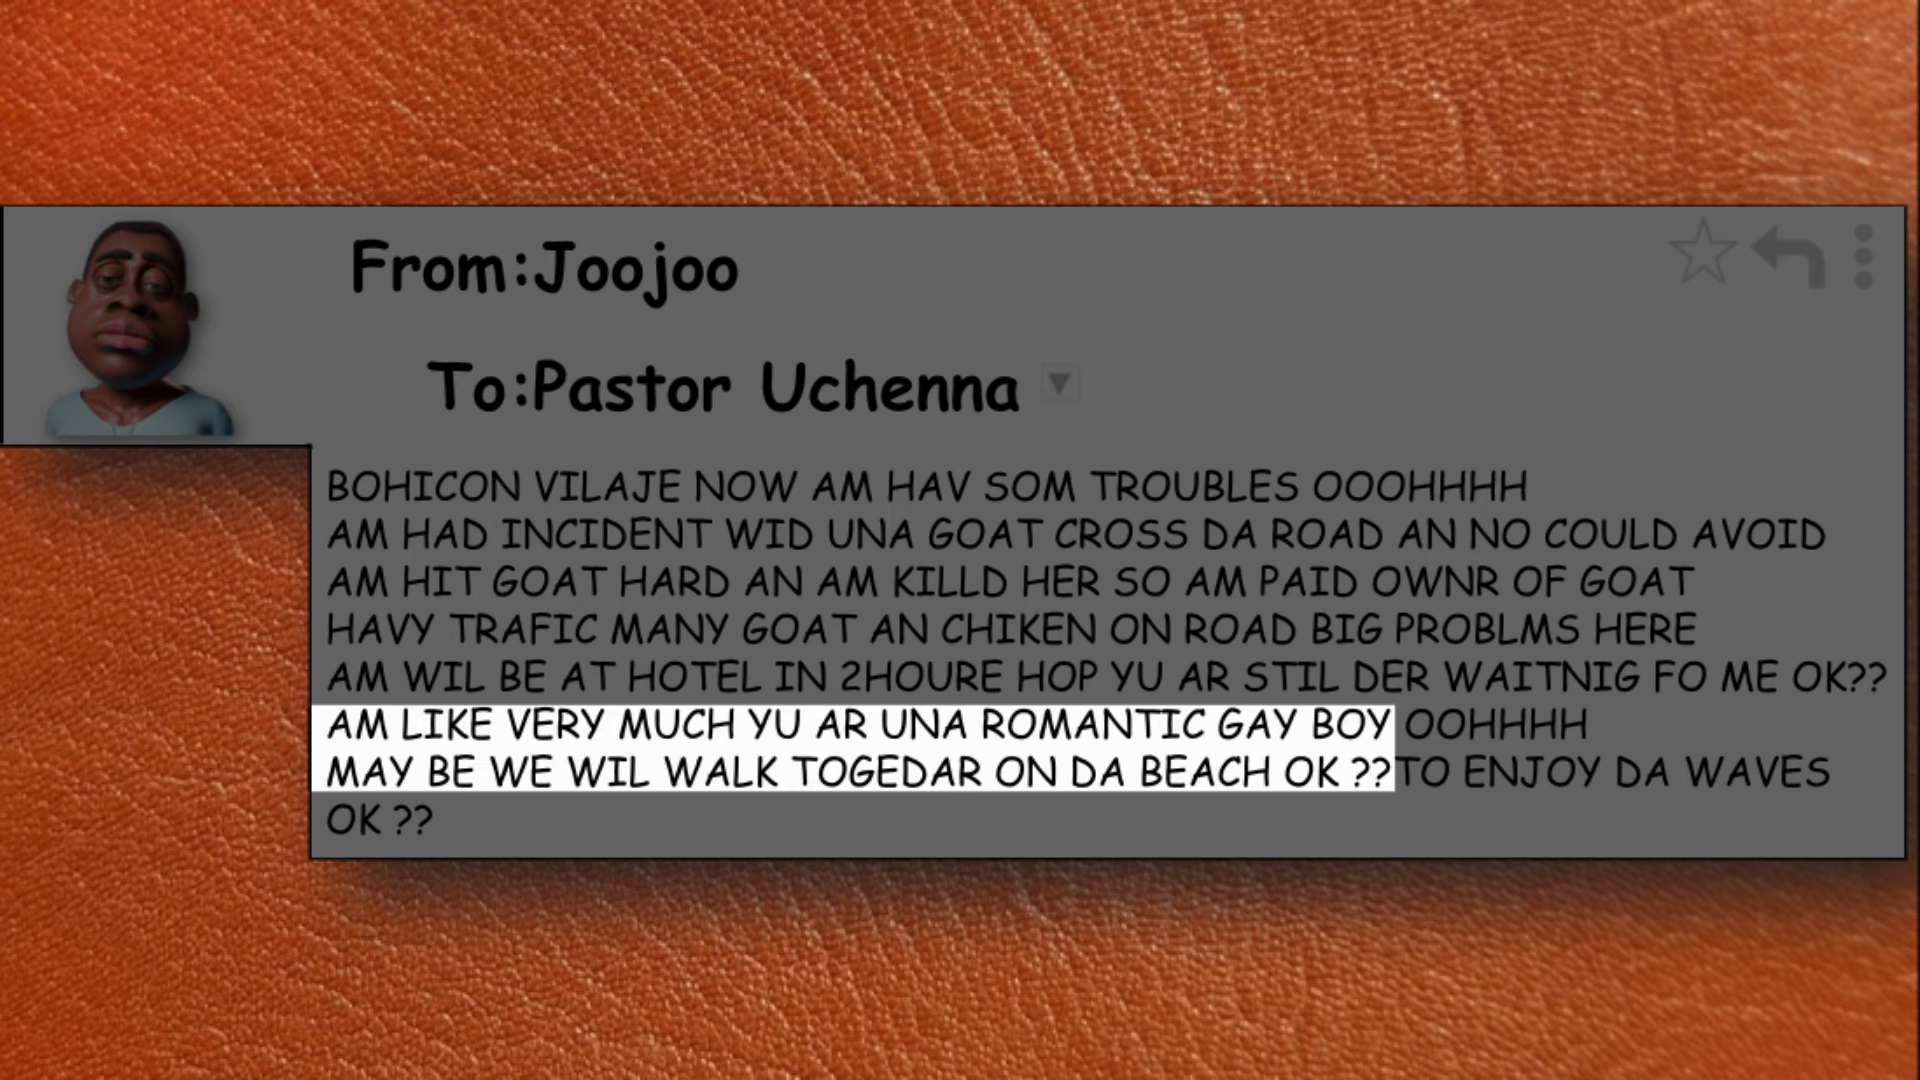 From:Joojoo
To:Pastor Uchenna
BOHICON VILAJE NOW AM HAV SOM TROUBLES OOOHHHH
AM HAD INCIDENT WID UNA GOAT CROSS DA ROAD AN NO COULD AVOID
AM HIT GOAT HARD AN AM KILLD HER SO AM PAID OWNR OF GOAT
HAVY TRAFIC MANY GOAT AN CHIKEN ON ROAD BIG PROBLMS HERE
AM WIL BE AT HOTEL IN 2HOURE HOP YU AR STIL DER WAITNIG FO ME OK??
AM LIKE VERY MUCH YU AR UNA ROMANTIC GAY BOY OOHHHH
MAY BE WE WIL WALK TOGEDAR ON DA BEACH OK ??TO ENJOY DA WAVES
OK ??